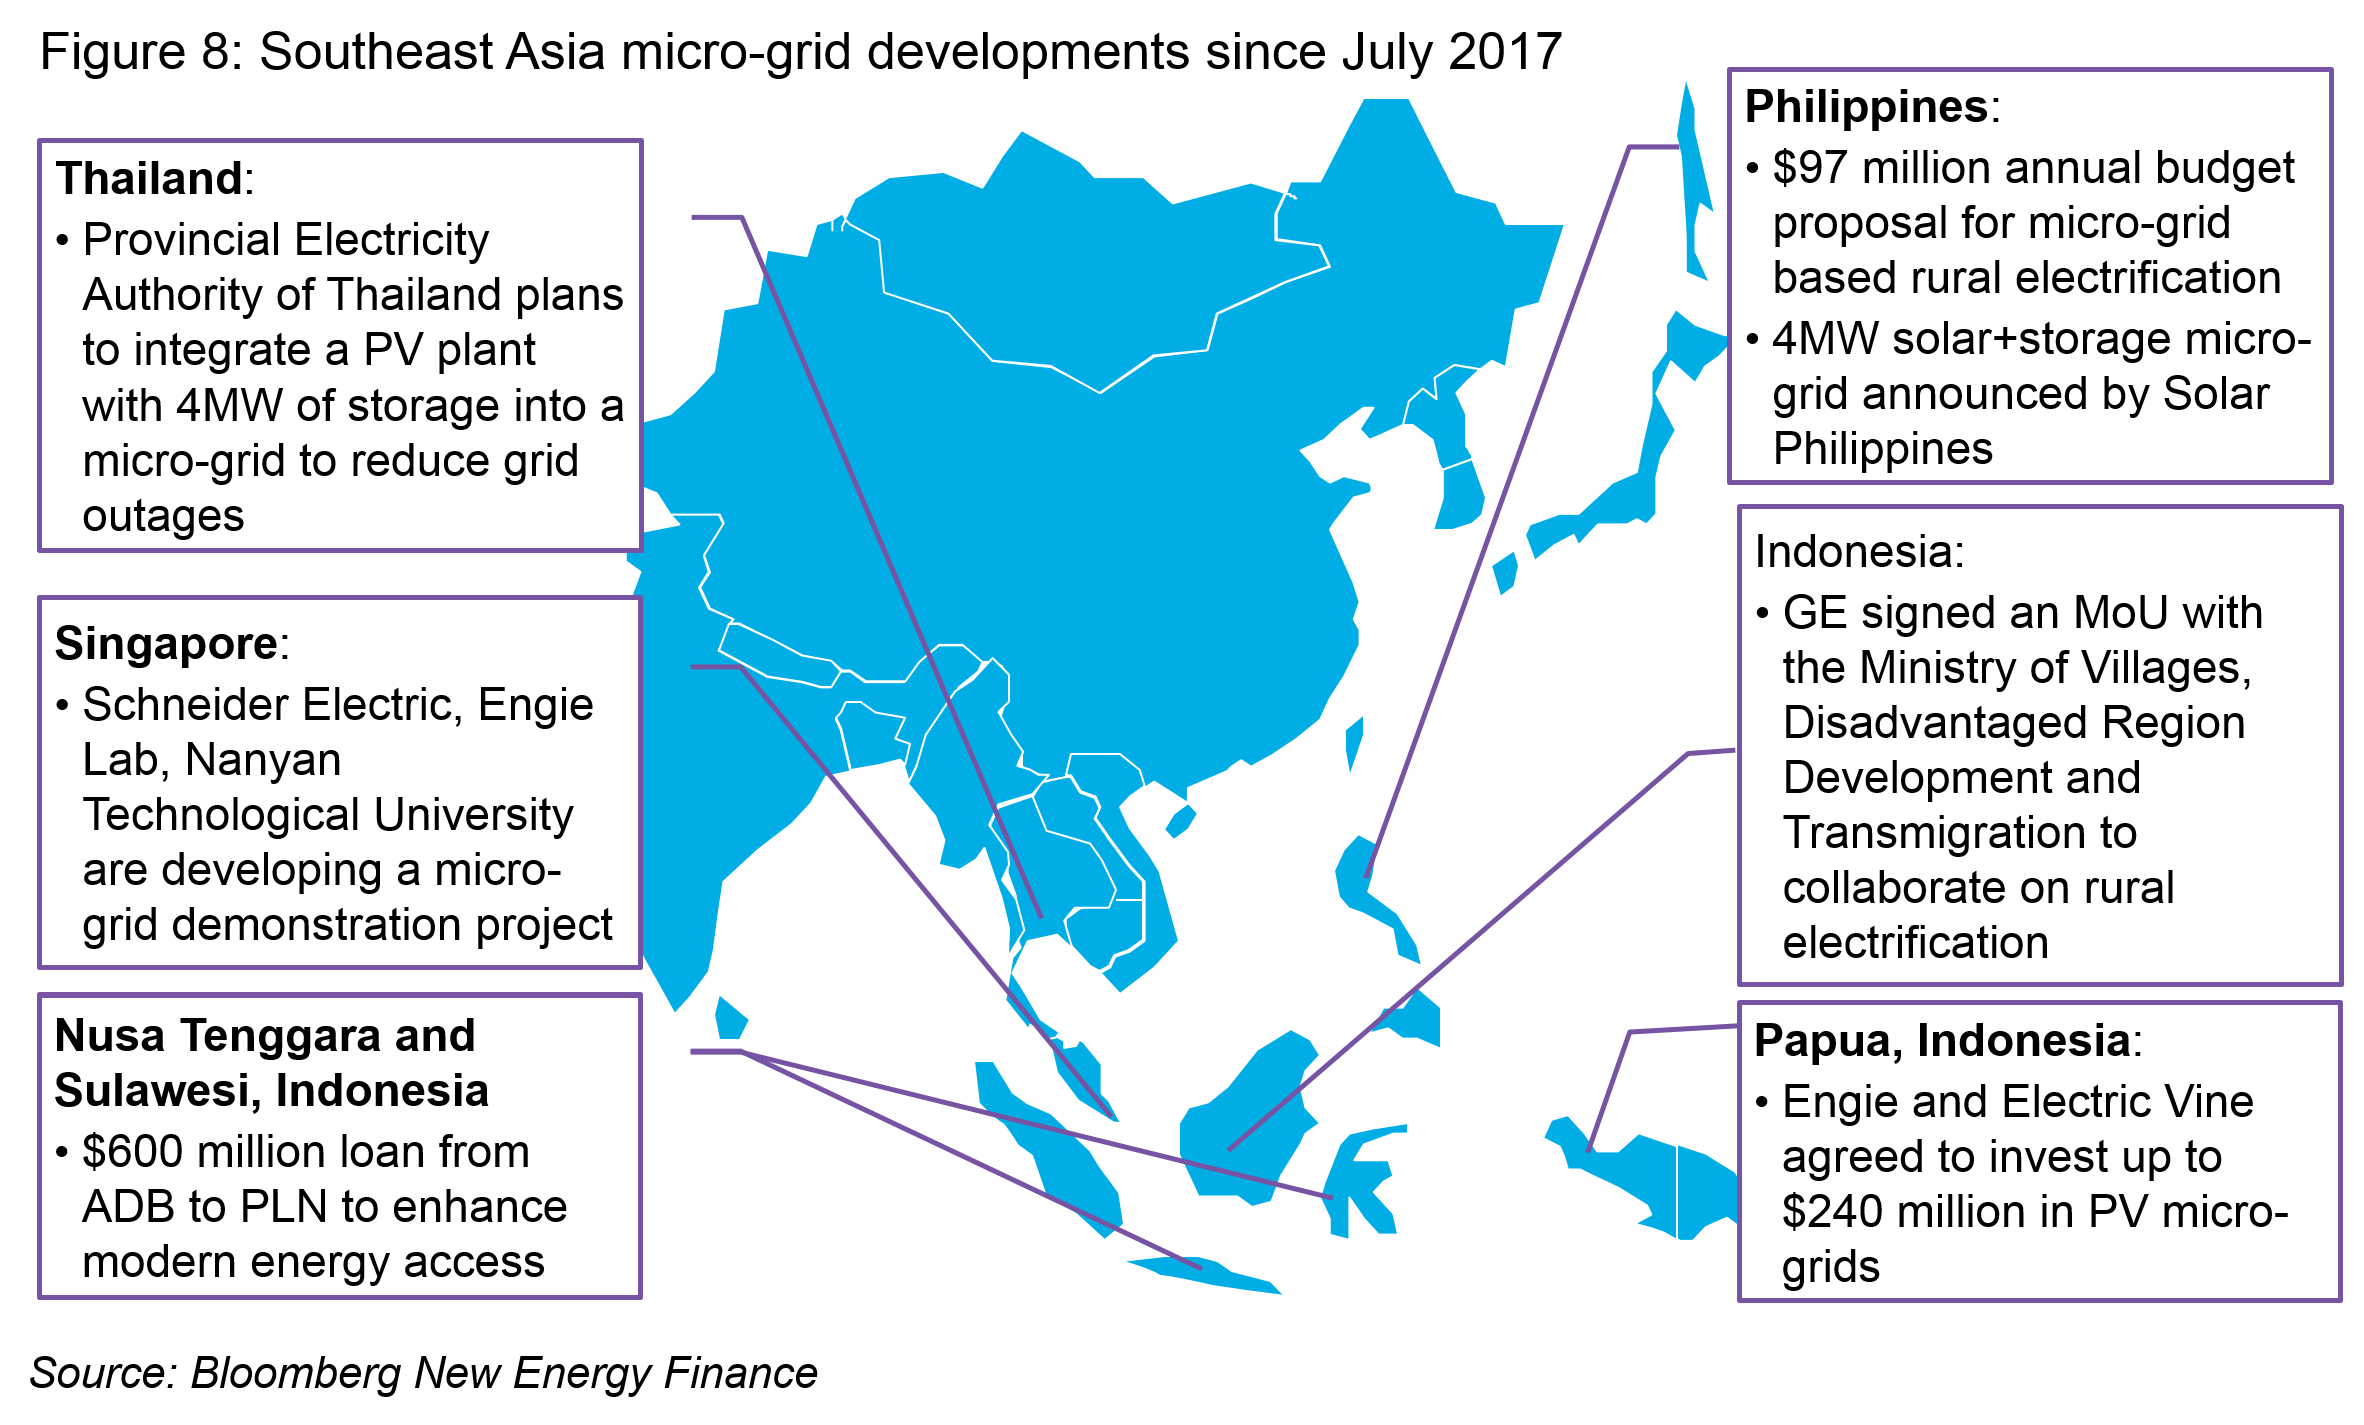 Figure 8: Southeast Asia micro-grid developments since July 2017
Thailand:
• Provincial Electricity
Authority of Thailand plans
to integrate a PV plant
with 4MW of storage into a
micro-grid to reduce grid
outages
Singapore:
• Schneider Electric, Engie
Lab, Nanyan
Technological University
are developing a micro-
grid demonstration project
Nusa Tenggara and
Sulawesi, Indonesia
• $600 million loan from
ADB to PLN to enhance
modern energy access
Philippines:
• $97 million annual budget
proposal for micro-grid
based rural electrification
• 4MW solar+storage micro-
grid announced by Solar
Philippines
Indonesia:
• GE signed an MoU with
the Ministry of Villages,
Disadvantaged Region
Development and
Transmigration to
collaborate on rural
electrification
Papua, Indonesia:
• Engie and Electric Vine
agreed to invest up to
$240 million in PV micro-
grids
Source: Bloomberg New Energy Finance